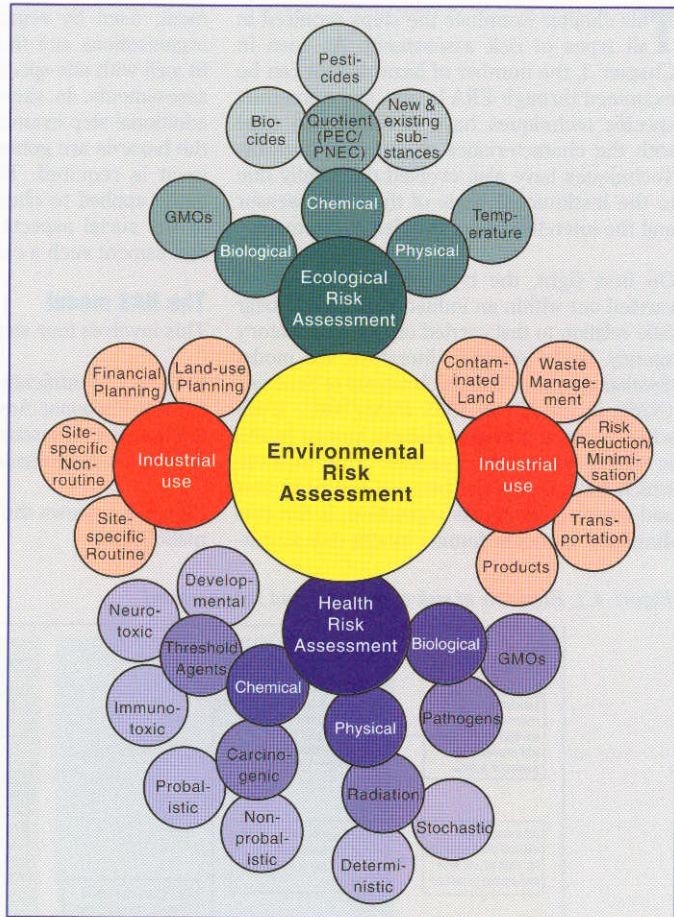 Pesti-
cides
Bio-
cides
Quotient
(PEC/
PNEC)
New &
existing
sub-
stances
Chemical
GMOs
Biological
Physical
Tempe-
rature
Ecological
Risk
Assessment
Financial
Planning
Land-use
Planning
Site-
specific
Non-
routine
Industrial
use
Site-
specific
Routine
Environmental
Risk
Assessment
Contam-
inated
Land
Waste
Manage-
ment
Industrial
use
Risk
Reduction/
Minimi-
sation
Trans-
portation
Products
Health
Risk
Assessment
Develop-
mental
Neuro-
toxic
Threshold
Agents
Immuno-
toxic
Chemical
Carcino-
genic
Probal-
istic
Non-
probal-
istic
Physical
Radiation
Determi-
nistic
Stochastic
Biological
GMOs
Pathogens